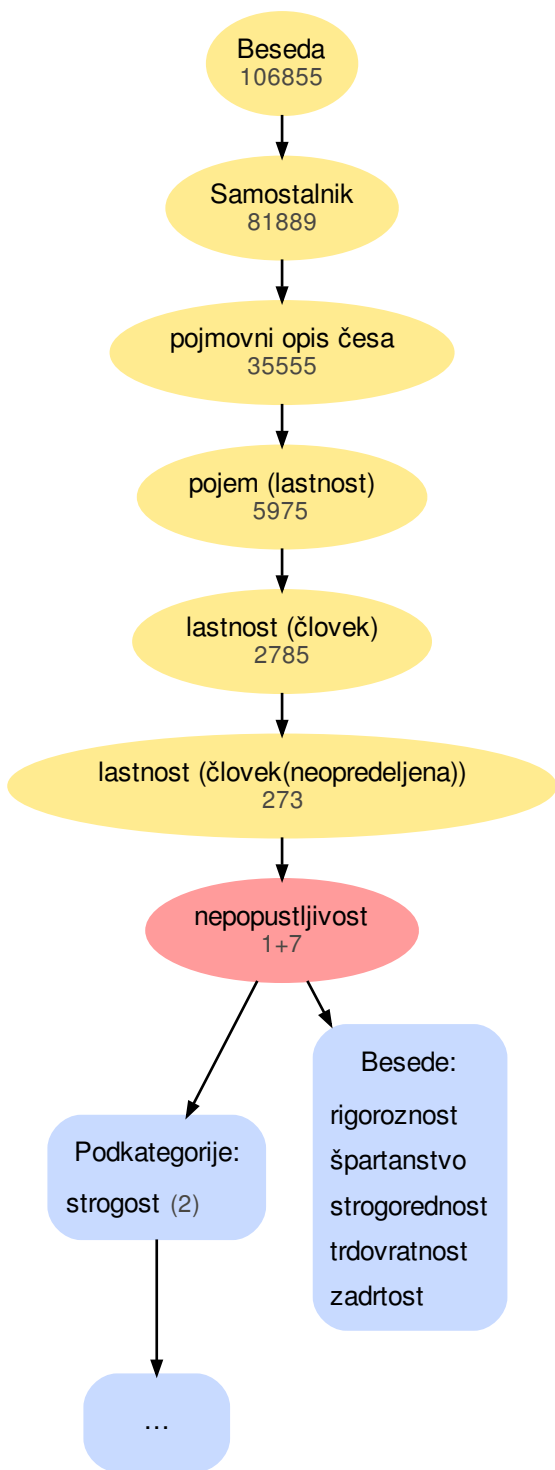 Beseda
106855
Samostalnik
81889
pojmovni opis česa
35555
pojem (lastnost)
5975
lastnost (človek)
2785
lastnost (človek(neopredeljena))
273
nepopustljivost
1+7
Podkategorije:
strogost (2)
...
Besede:
rigoroznost
špartanstvo
strogorednost
trdovratnost
zadrtost